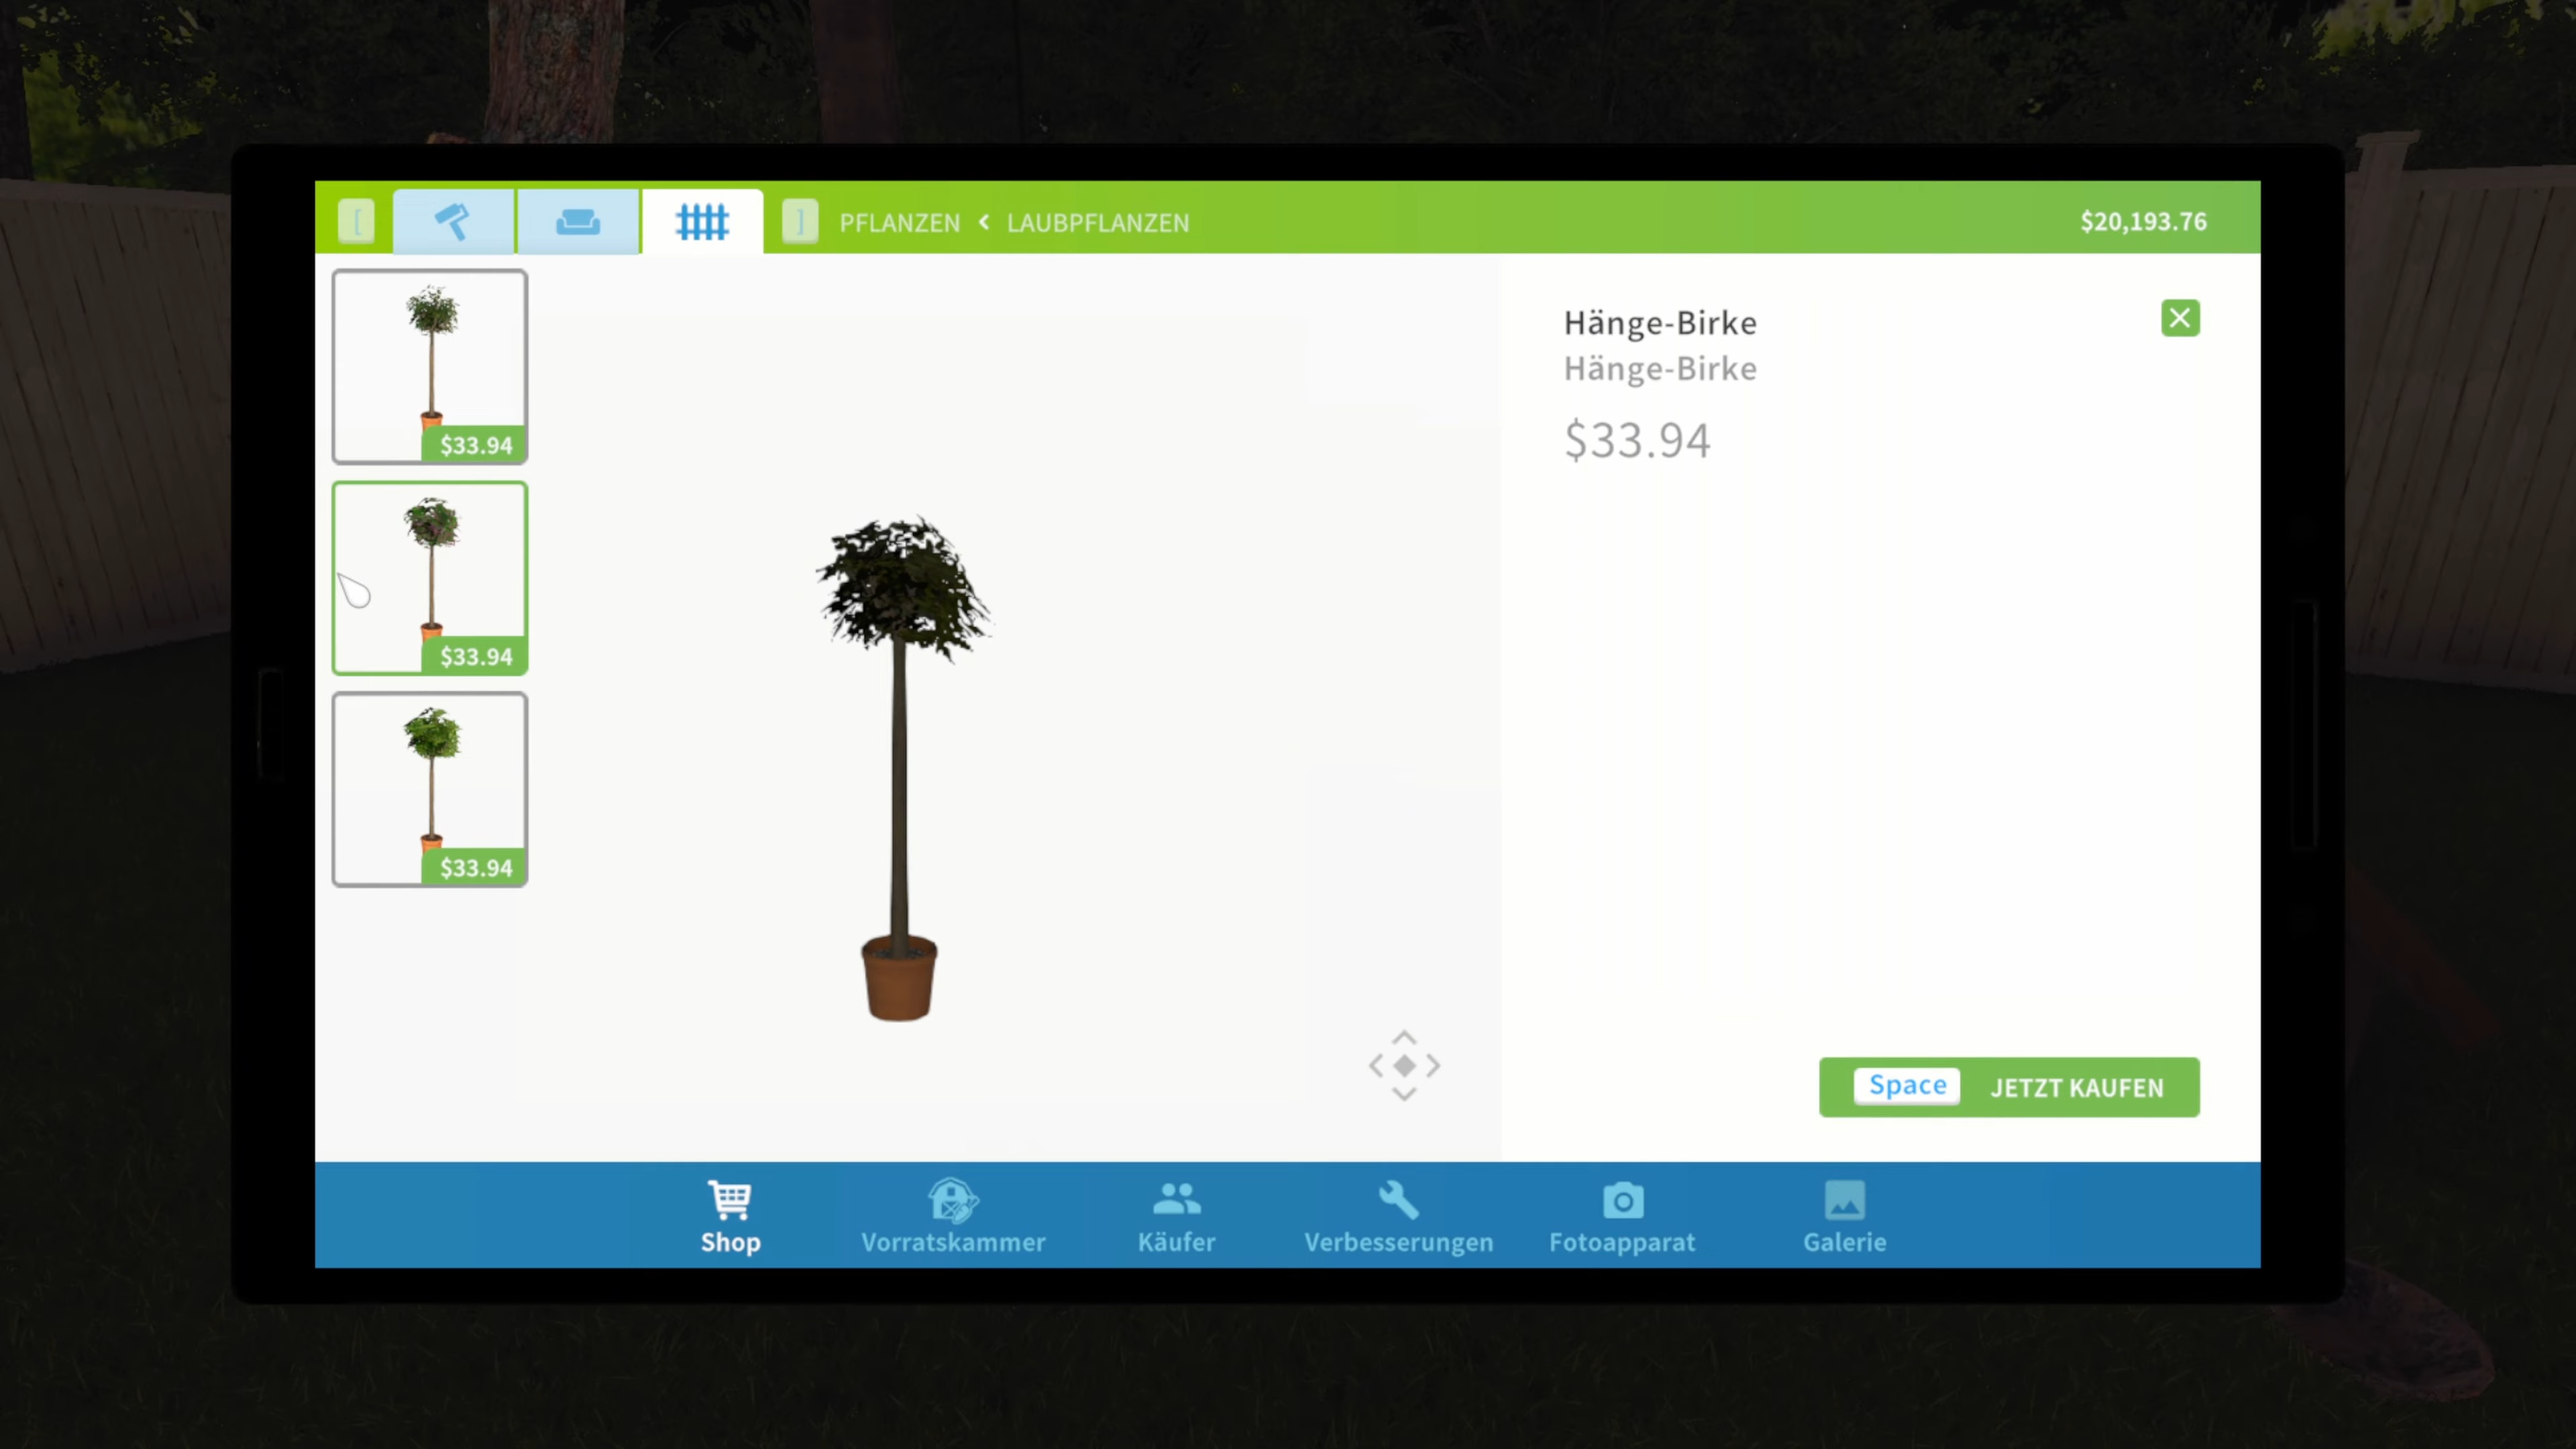 [
]
PFLANZEN < LAUBPFLANZEN
$20,193.76
$33.94
$33.94
$33.94
Hänge-Birke
Hänge-Birke
$33.94
Space JETZT KAUFEN
Shop
Vorratskammer
Käufer
Verbesserungen
Fotoapparat
Galerie